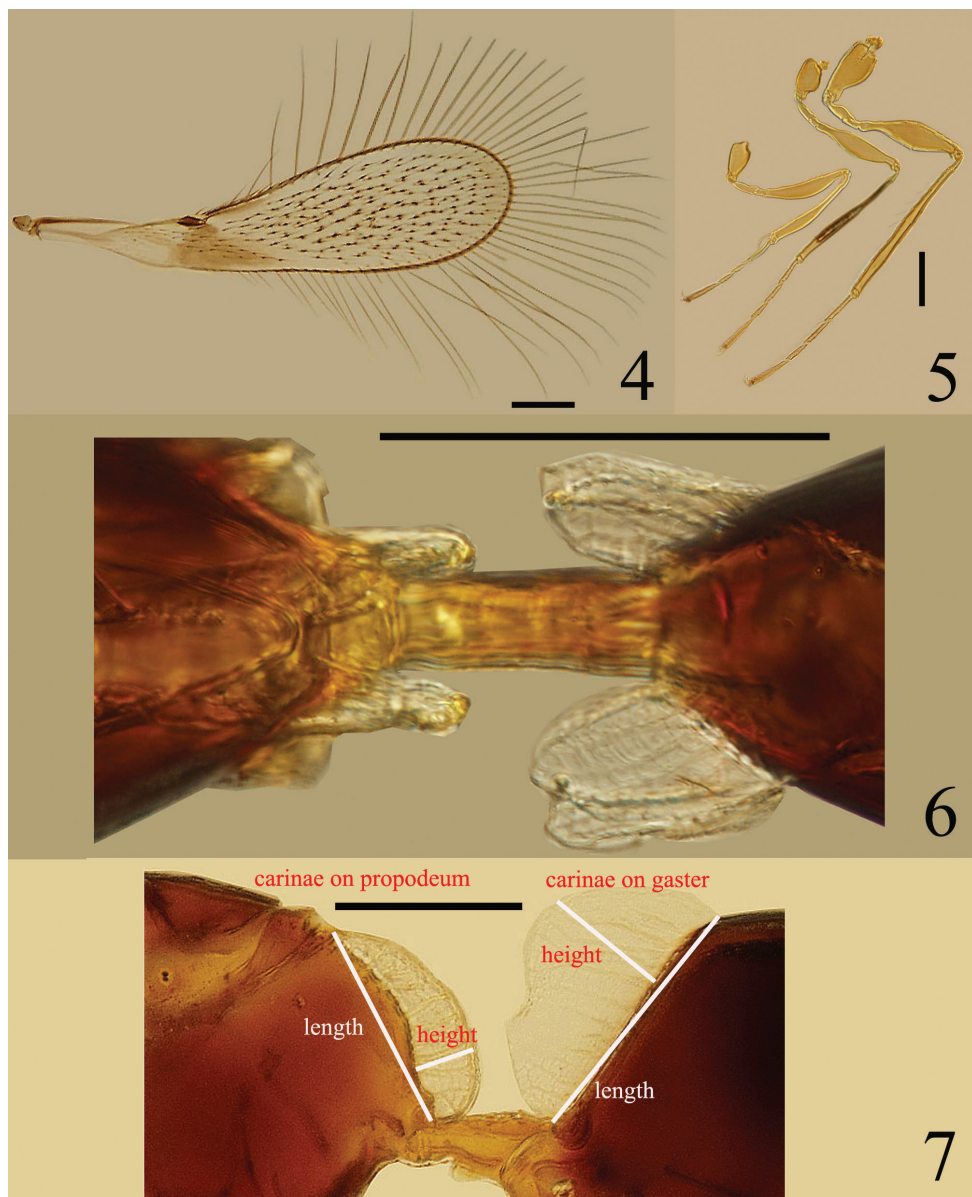 4
5
6
carinae on propodeum
carinae on gaster
height
length
height
length
7